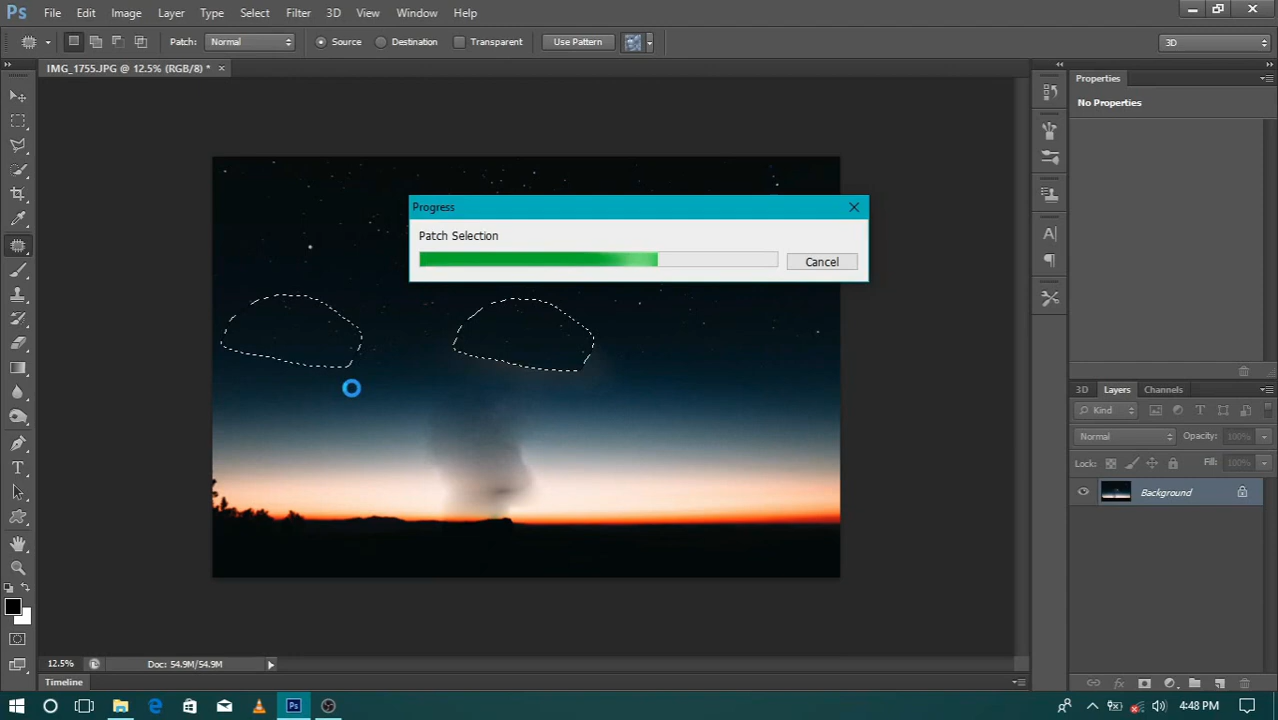 Ps File Edit Image Layer Type Select Filter 3D View Window Help
Patch: Normal Source Destination Transparent Use Pattern 3D
IMG_1755.JPG @ 12.5% (RGB/8) *
Properties
No Properties
Progress
Patch Selection
Cancel
3D Layers Channels
Kind
Normal Opacity: 100%
Lock: Fill: 100%
Background
12.5% Doc: 54.9M/54.9M
Timeline
fx
Ps 4:48 PM